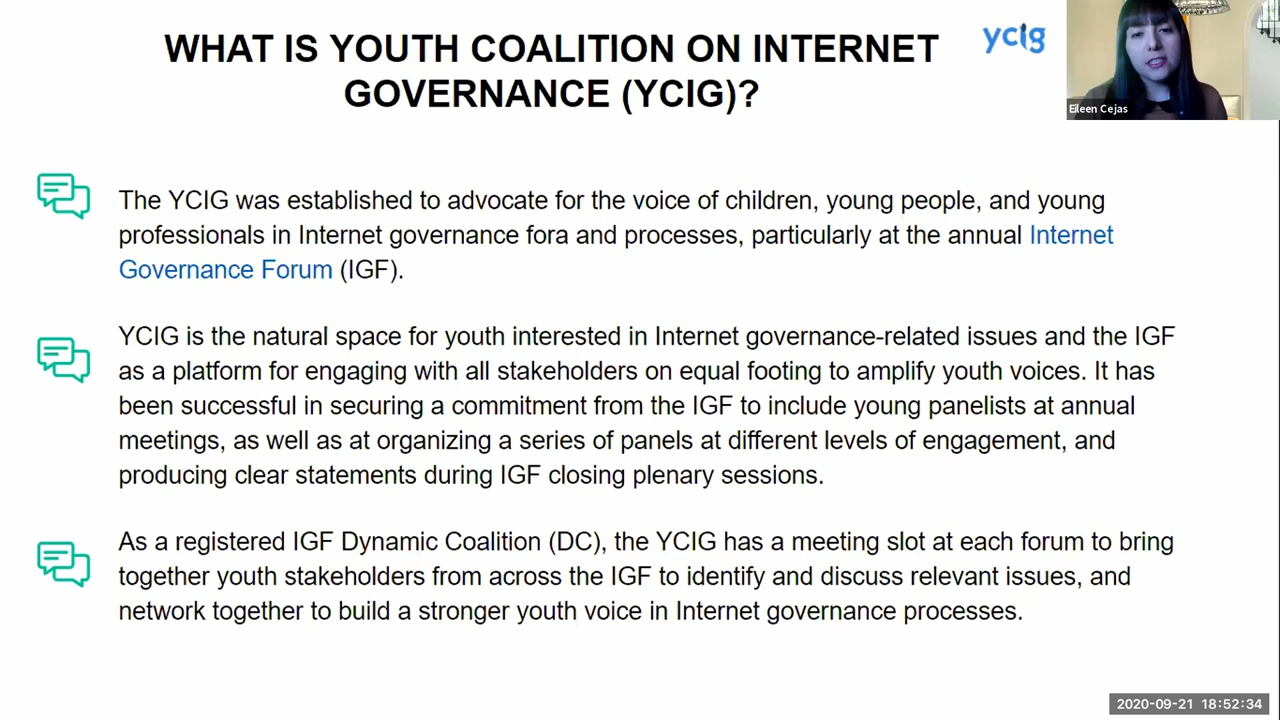 WHAT IS YOUTH COALITION ON INTERNET
GOVERNANCE (YCIG)?
ycig
Eileen Cejas
The YCIG was established to advocate for the voice of children, young people, and young
professionals in Internet governance fora and processes, particularly at the annual Internet
Governance Forum (IGF).
YCIG is the natural space for youth interested in Internet governance-related issues and the IGF
as a platform for engaging with all stakeholders on equal footing to amplify youth voices. It has
been successful in securing a commitment from the IGF to include young panelists at annual
meetings, as well as at organizing a series of panels at different levels of engagement, and
producing clear statements during IGF closing plenary sessions.
As a registered IGF Dynamic Coalition (DC), the YCIG has a meeting slot at each forum to bring
together youth stakeholders from across the IGF to identify and discuss relevant issues, and
network together to build a stronger youth voice in Internet governance processes.
2020-09-21 18:52:34